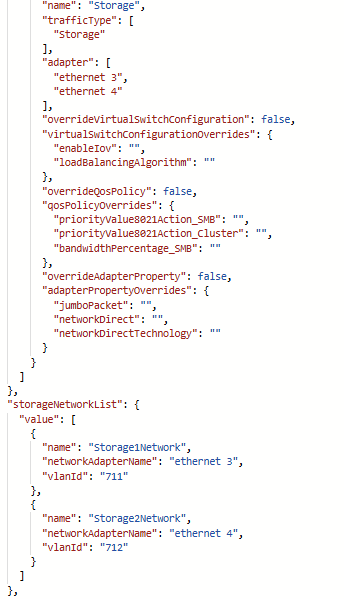 "name": "Storage",
"trafficType": [
"Storage"
],
"adapter": [
"ethernet 3",
"ethernet 4"
],
"overrideVirtualSwitchConfiguration": false,
"virtualSwitchConfigurationOverrides": {
"enableIov": "",
"loadBalancingAlgorithm": ""
},
"overrideQosPolicy": false,
"qosPolicyOverrides": {
"priorityValue8021Action_SMB": "",
"priorityValue8021Action_Cluster": "",
"bandwidthPercentage_SMB": ""
},
"overrideAdapterProperty": false,
"adapterPropertyOverrides": {
"jumboPacket": "",
"networkDirect": "",
"networkDirectTechnology": ""
}
}
]
},
"storageNetworkList": {
"value": [
{
"name": "Storage1Network",
"networkAdapterName": "ethernet 3",
"vlanId": "711"
},
{
"name": "Storage2Network",
"networkAdapterName": "ethernet 4",
"vlanId": "712"
}
]
},